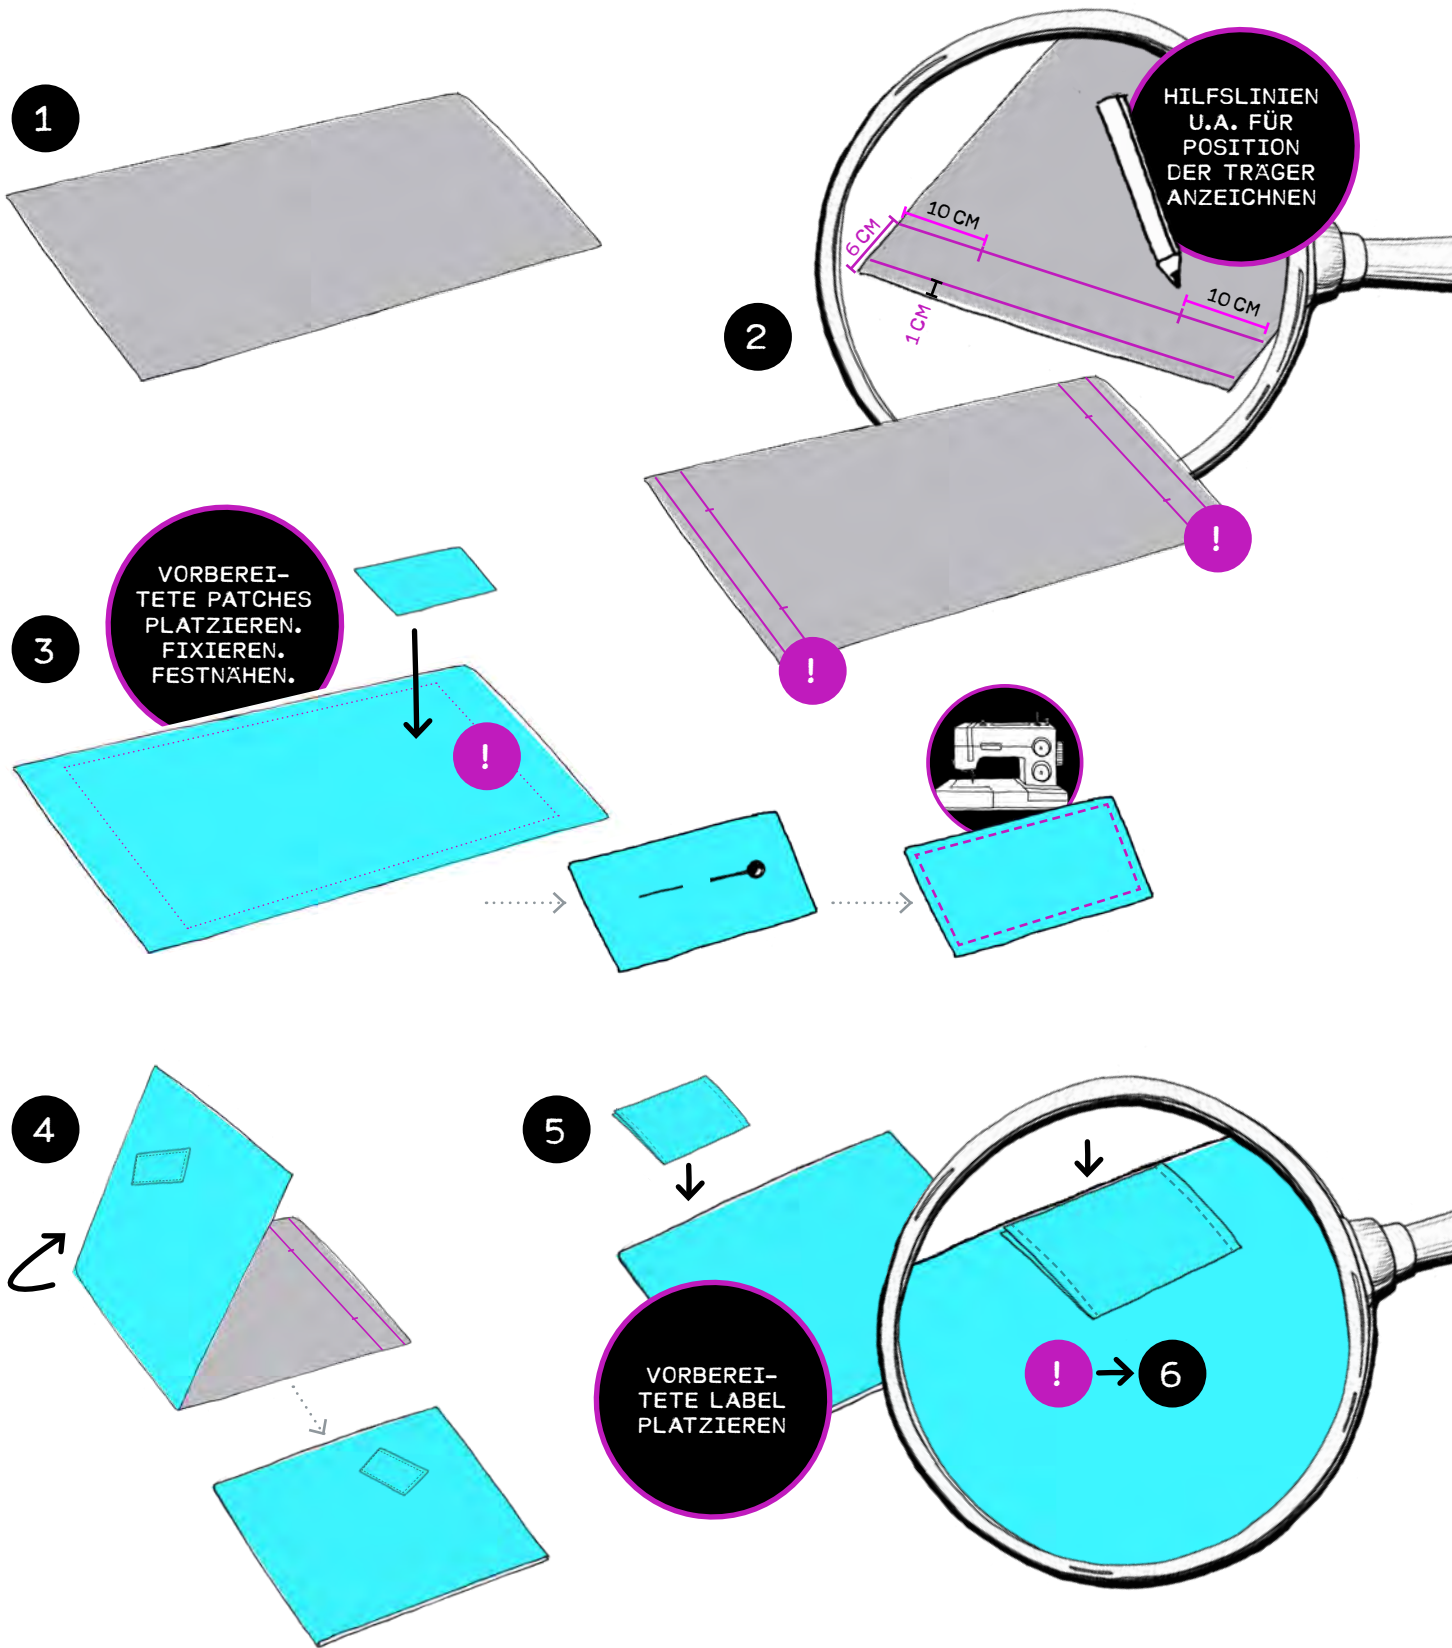 1
HILFSLINIEN
U.A. FÜR
POSITION
DER TRÄGER
ANZEICHNEN
10 CM
6 CM
10 CM
1 CM
2
!
!
3
VORBEREI-
TETE PATCHES
PLATZIEREN.
FIXIEREN.
FESTNÄHEN.
!
4
5
VORBEREI-
TETE LABEL
PLATZIEREN
! → 6